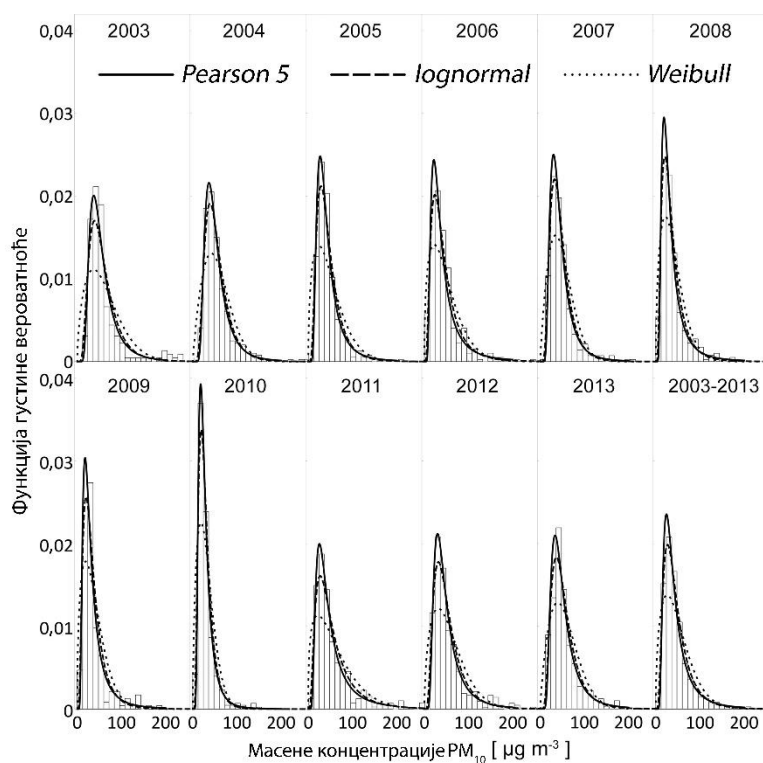 0,04
2003 2004 2005 2006 2007 2008
Pearson 5 lognormal Weibull
0,03
0,02
0,01
0
Функција густине вероватноће
0,04
2009 2010 2011 2012 2013 2003-2013
0,03
0,02
0,01
0
0 100 200 0 100 200 0 100 200 0 100 200 0 100 200 0 100 200
Масене концентрације PM₁₀ [ µg m⁻³ ]